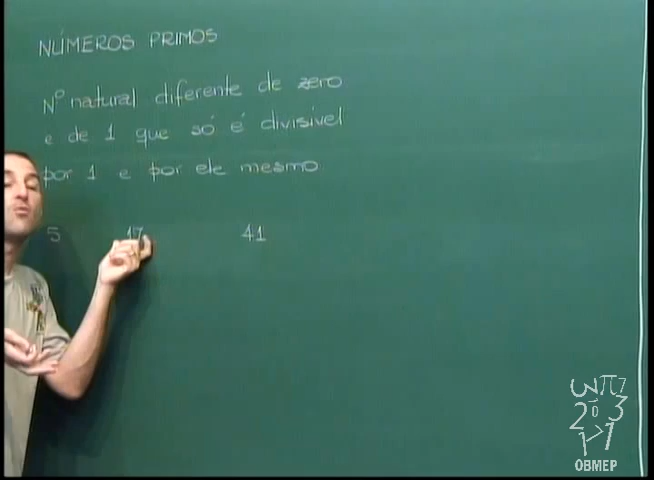 NÚMEROS PRIMOS
Nº natural diferente de zero
e de 1 que só é divisível
por 1 e por ele mesmo
5 17 41
OBMEP